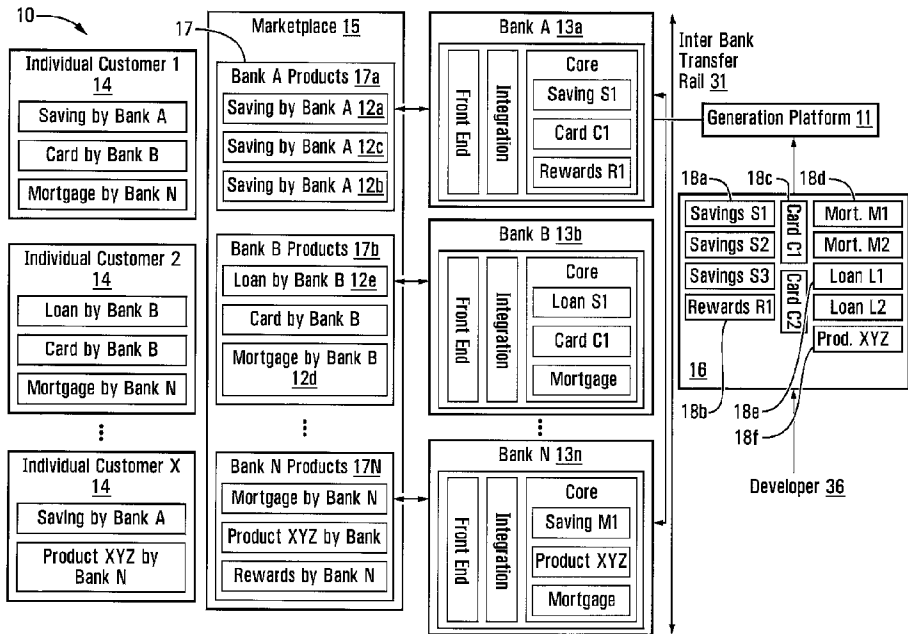 10
Individual Customer 1
14
Saving by Bank A
Card by Bank B
Mortgage by Bank N
Individual Customer 2
14
Loan by Bank B
Card by Bank B
Mortgage by Bank N
Individual Customer X
14
Saving by Bank A
Product XYZ by
Bank N
17
Marketplace 15
Bank A Products 17a
Saving by Bank A 12a
Saving by Bank A 12c
Saving by Bank A 12b
Bank B Products 17b
Loan by Bank B 12e
Card by Bank B
Mortgage by Bank B
12d
Bank N Products 17N
Mortgage by Bank N
Product XYZ by Bank
Rewards by Bank N
Bank A 13a
Front End
Integration
Core
Saving S1
Card C1
Rewards R1
Bank B 13b
Front End
Integration
Core
Loan S1
Card C1
Mortgage
Bank N 13n
Front End
Integration
Core
Saving M1
Product XYZ
Mortgage
Inter Bank
Transfer
Rail 31
Generation Platform 11
18a
18c
18d
Savings S1
Savings S2
Savings S3
Rewards R1
Card C1
Card C2
Mort. M1
Mort. M2
Loan L1
Loan L2
Prod. XYZ
16
18b
18e
18f
Developer 36